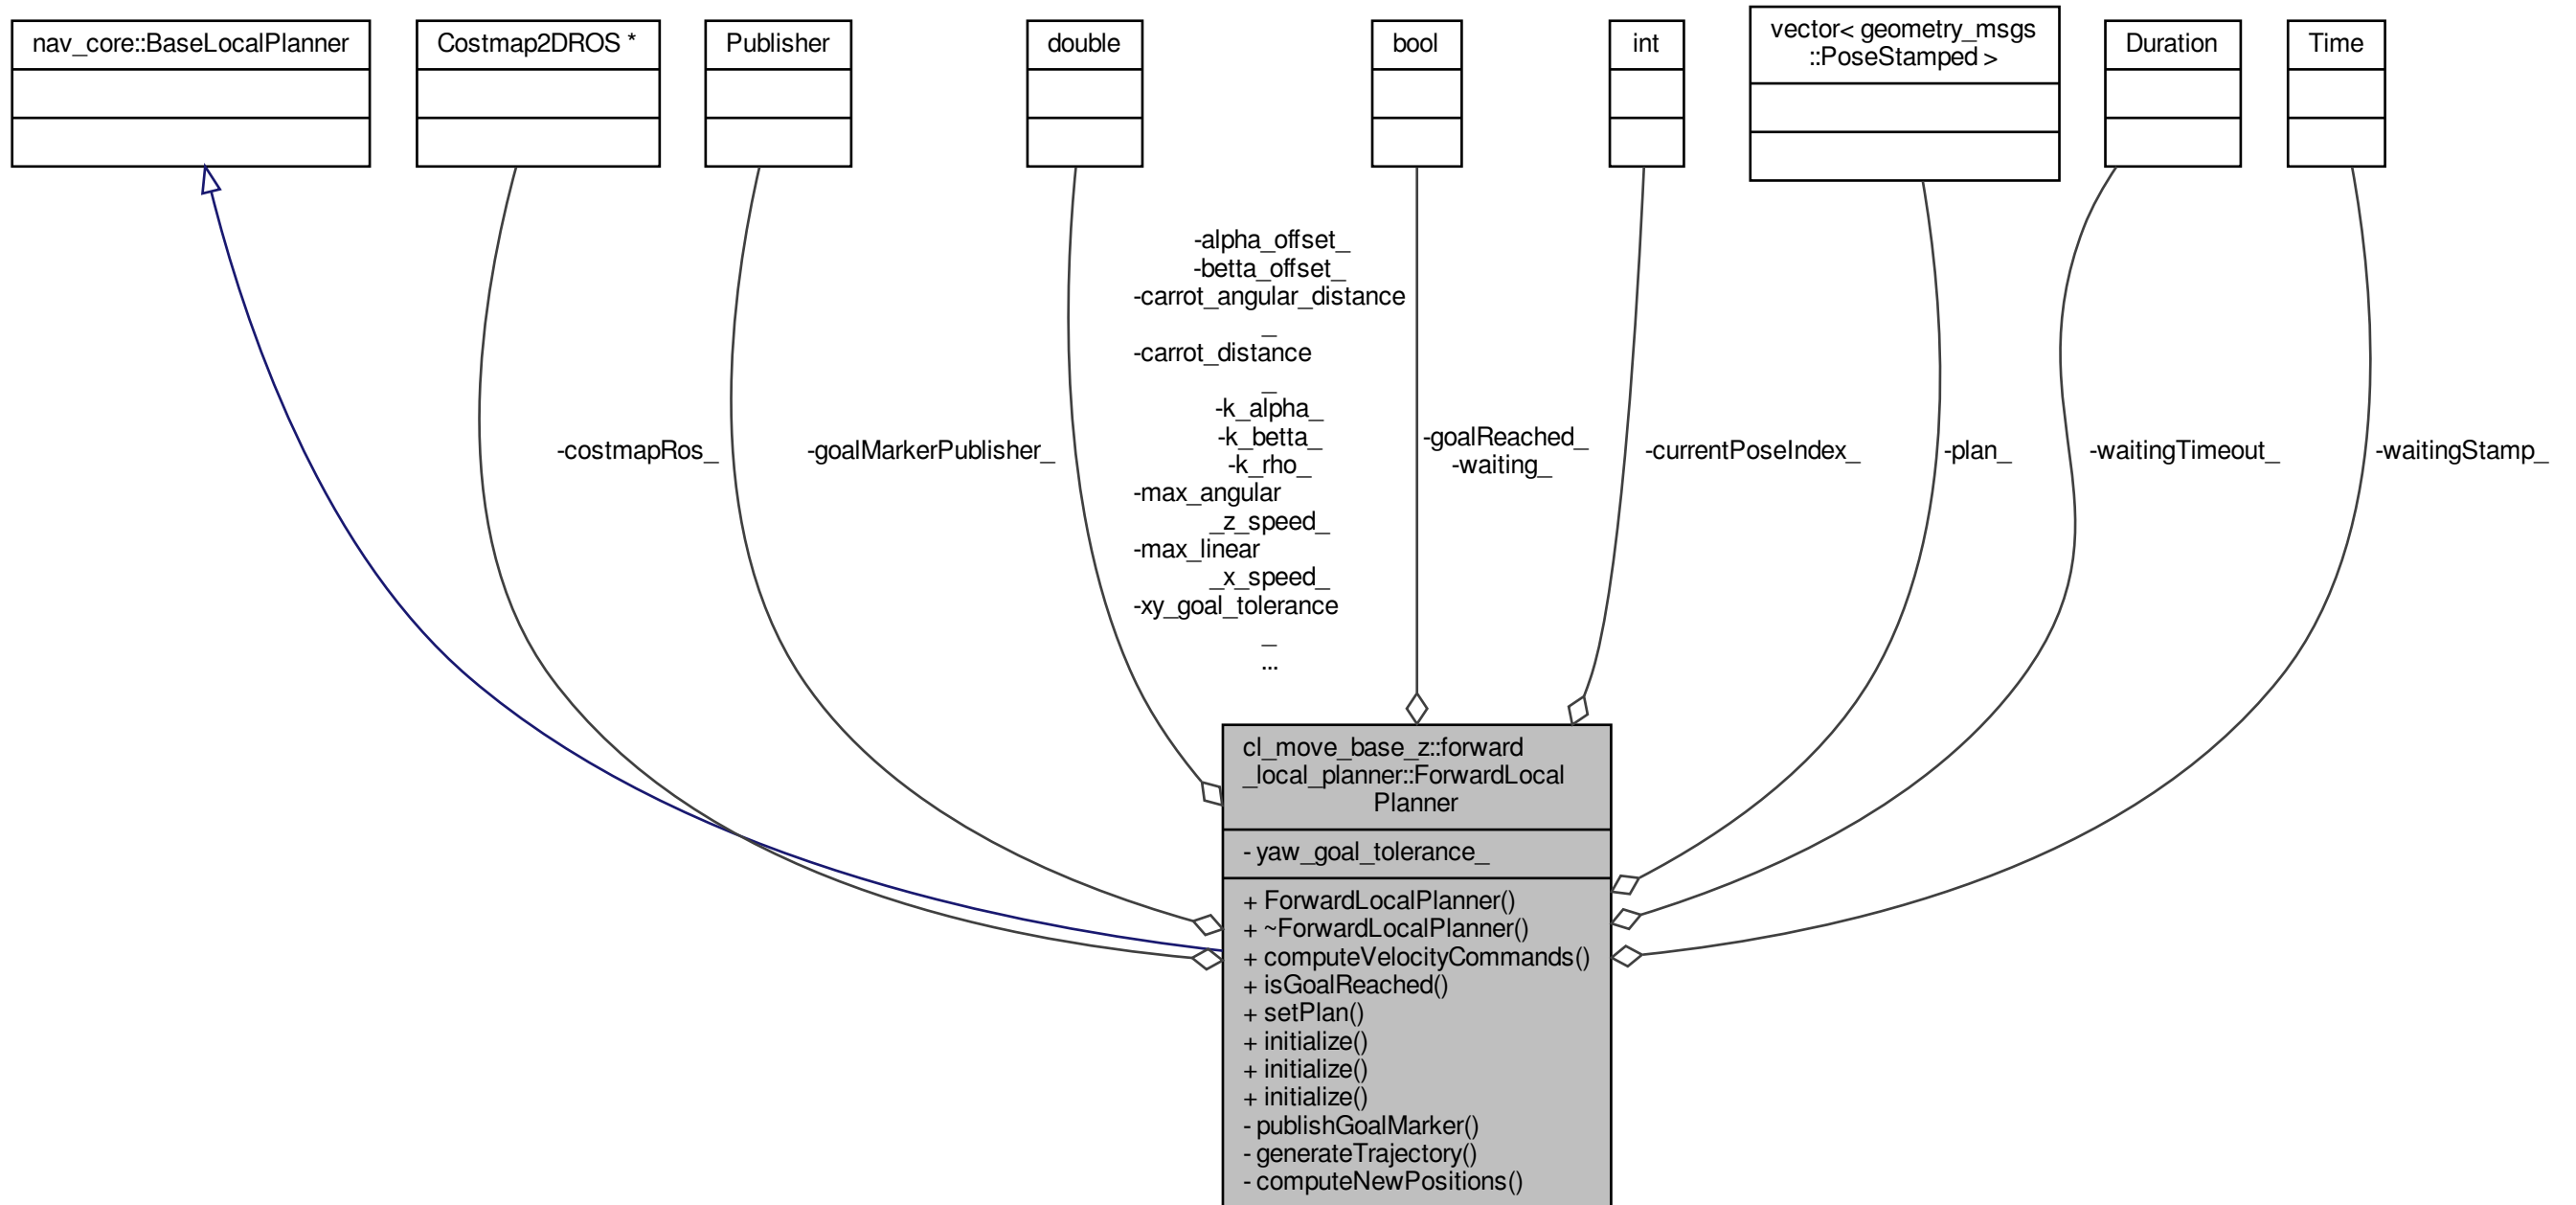 nav_core::BaseLocalPlanner
Costmap2DROS *
Publisher
double
bool
int
vector< geometry_msgs
::PoseStamped >
Duration
Time
-costmapRos_
-goalMarkerPublisher_
-alpha_offset_
-betta_offset_
-carrot_angular_distance
_
-carrot_distance
_
-k_alpha_
-k_betta_
-k_rho_
-max_angular
_z_speed_
-max_linear
_x_speed_
-xy_goal_tolerance
_
...
-goalReached_
-waiting_
-currentPoseIndex_
-plan_
-waitingTimeout_
-waitingStamp_
cl_move_base_z::forward
_local_planner::ForwardLocal
Planner
- yaw_goal_tolerance_
+ ForwardLocalPlanner()
+ ~ForwardLocalPlanner()
+ computeVelocityCommands()
+ isGoalReached()
+ setPlan()
+ initialize()
+ initialize()
+ initialize()
- publishGoalMarker()
- generateTrajectory()
- computeNewPositions()